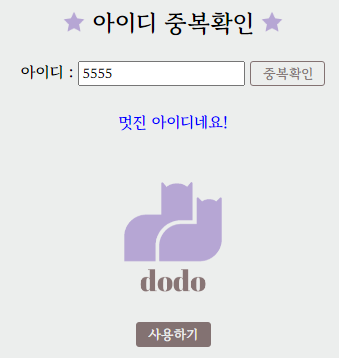 ★ 아이디 중복확인 ★
아이디 : 5555 중복확인
멋진 아이디네요!
dodo
사용하기